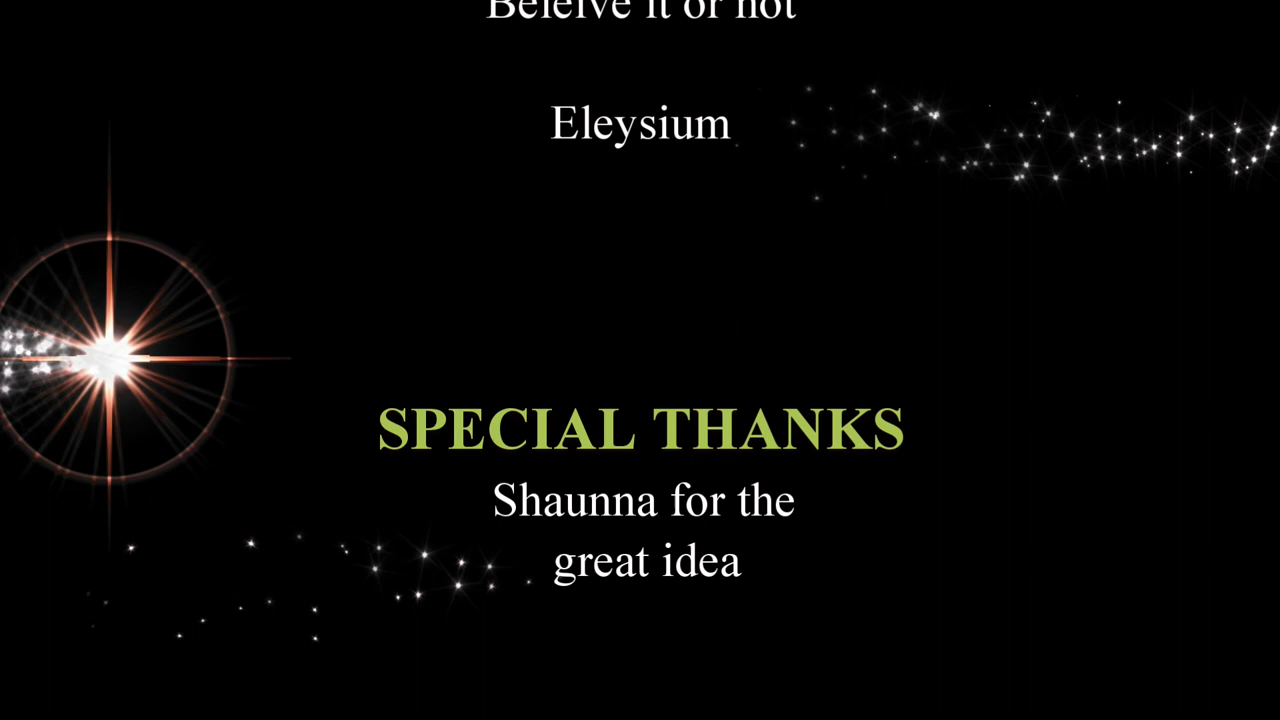 Beleive it or not
Eleysium
SPECIAL THANKS
Shaunna for the
great idea